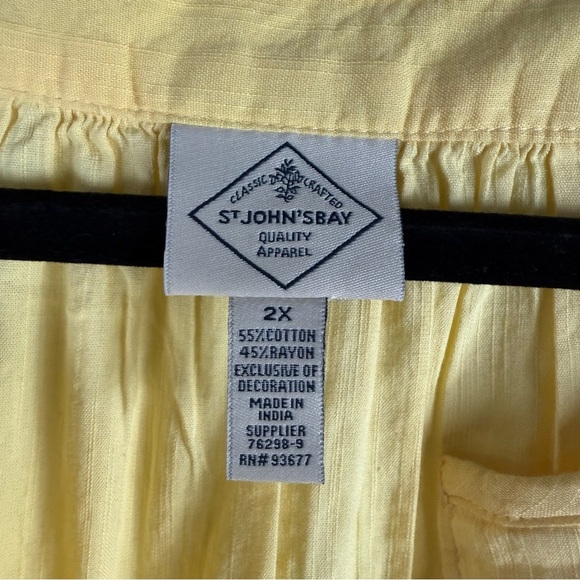 CLASSIC CRAFTED
ST JOHN'S BAY
QUALITY
APPAREL
2X
55% COTTON
45% RAYON
EXCLUSIVE OF
DECORATION
MADE IN
INDIA
SUPPLIER
76298-9
RN# 93677